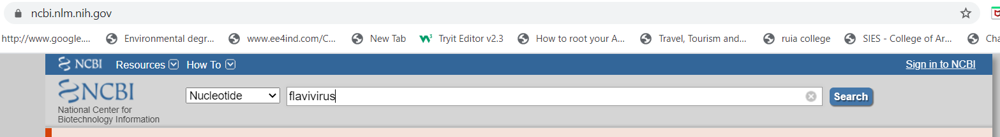 ncbi.nlm.nih.gov
http://www.google.... Environmental degr... www.ee4ind.com/C... New Tab W³ Tryit Editor v2.3 How to root your A... Travel, Tourism and... ruia college SIES - College of Ar... Cha
NCBI Resources How To Sign in to NCBI
NCBI Nucleotide flavivirus Search
National Center for
Biotechnology Information